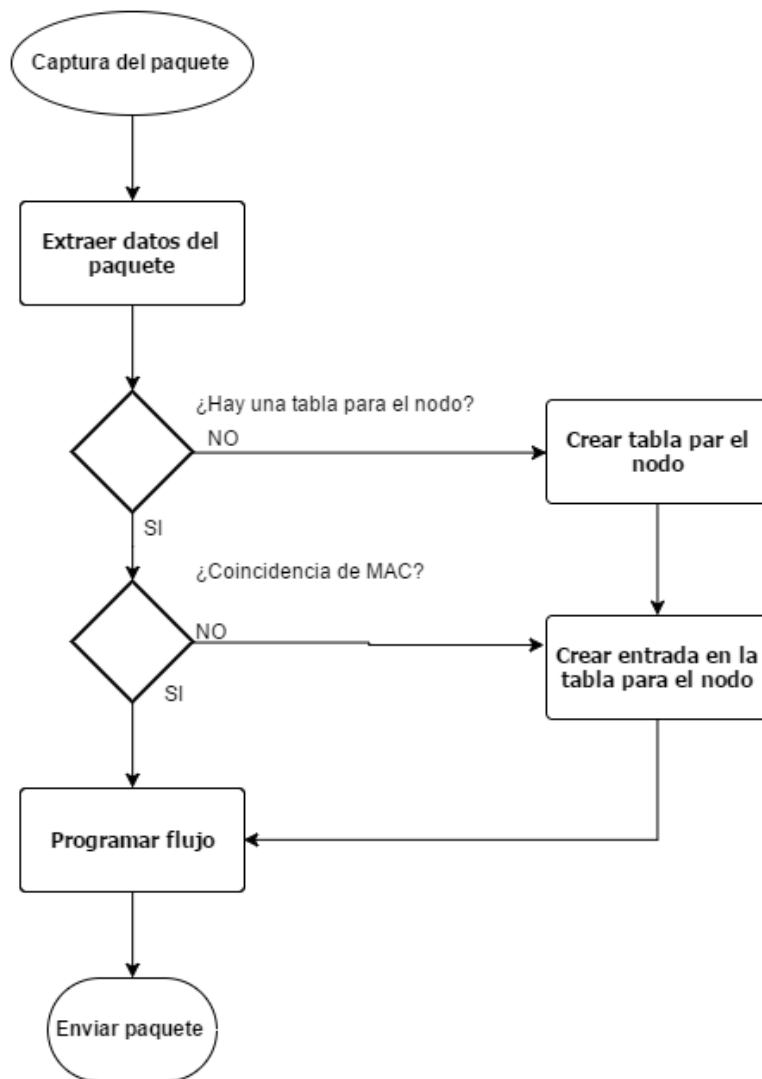 Captura del paquete
Extraer datos del
paquete
¿Hay una tabla para el nodo?
NO
Crear tabla par el
nodo
SI
¿Coincidencia de MAC?
NO
Crear entrada en la
tabla para el nodo
SI
Programar flujo
Enviar paquete